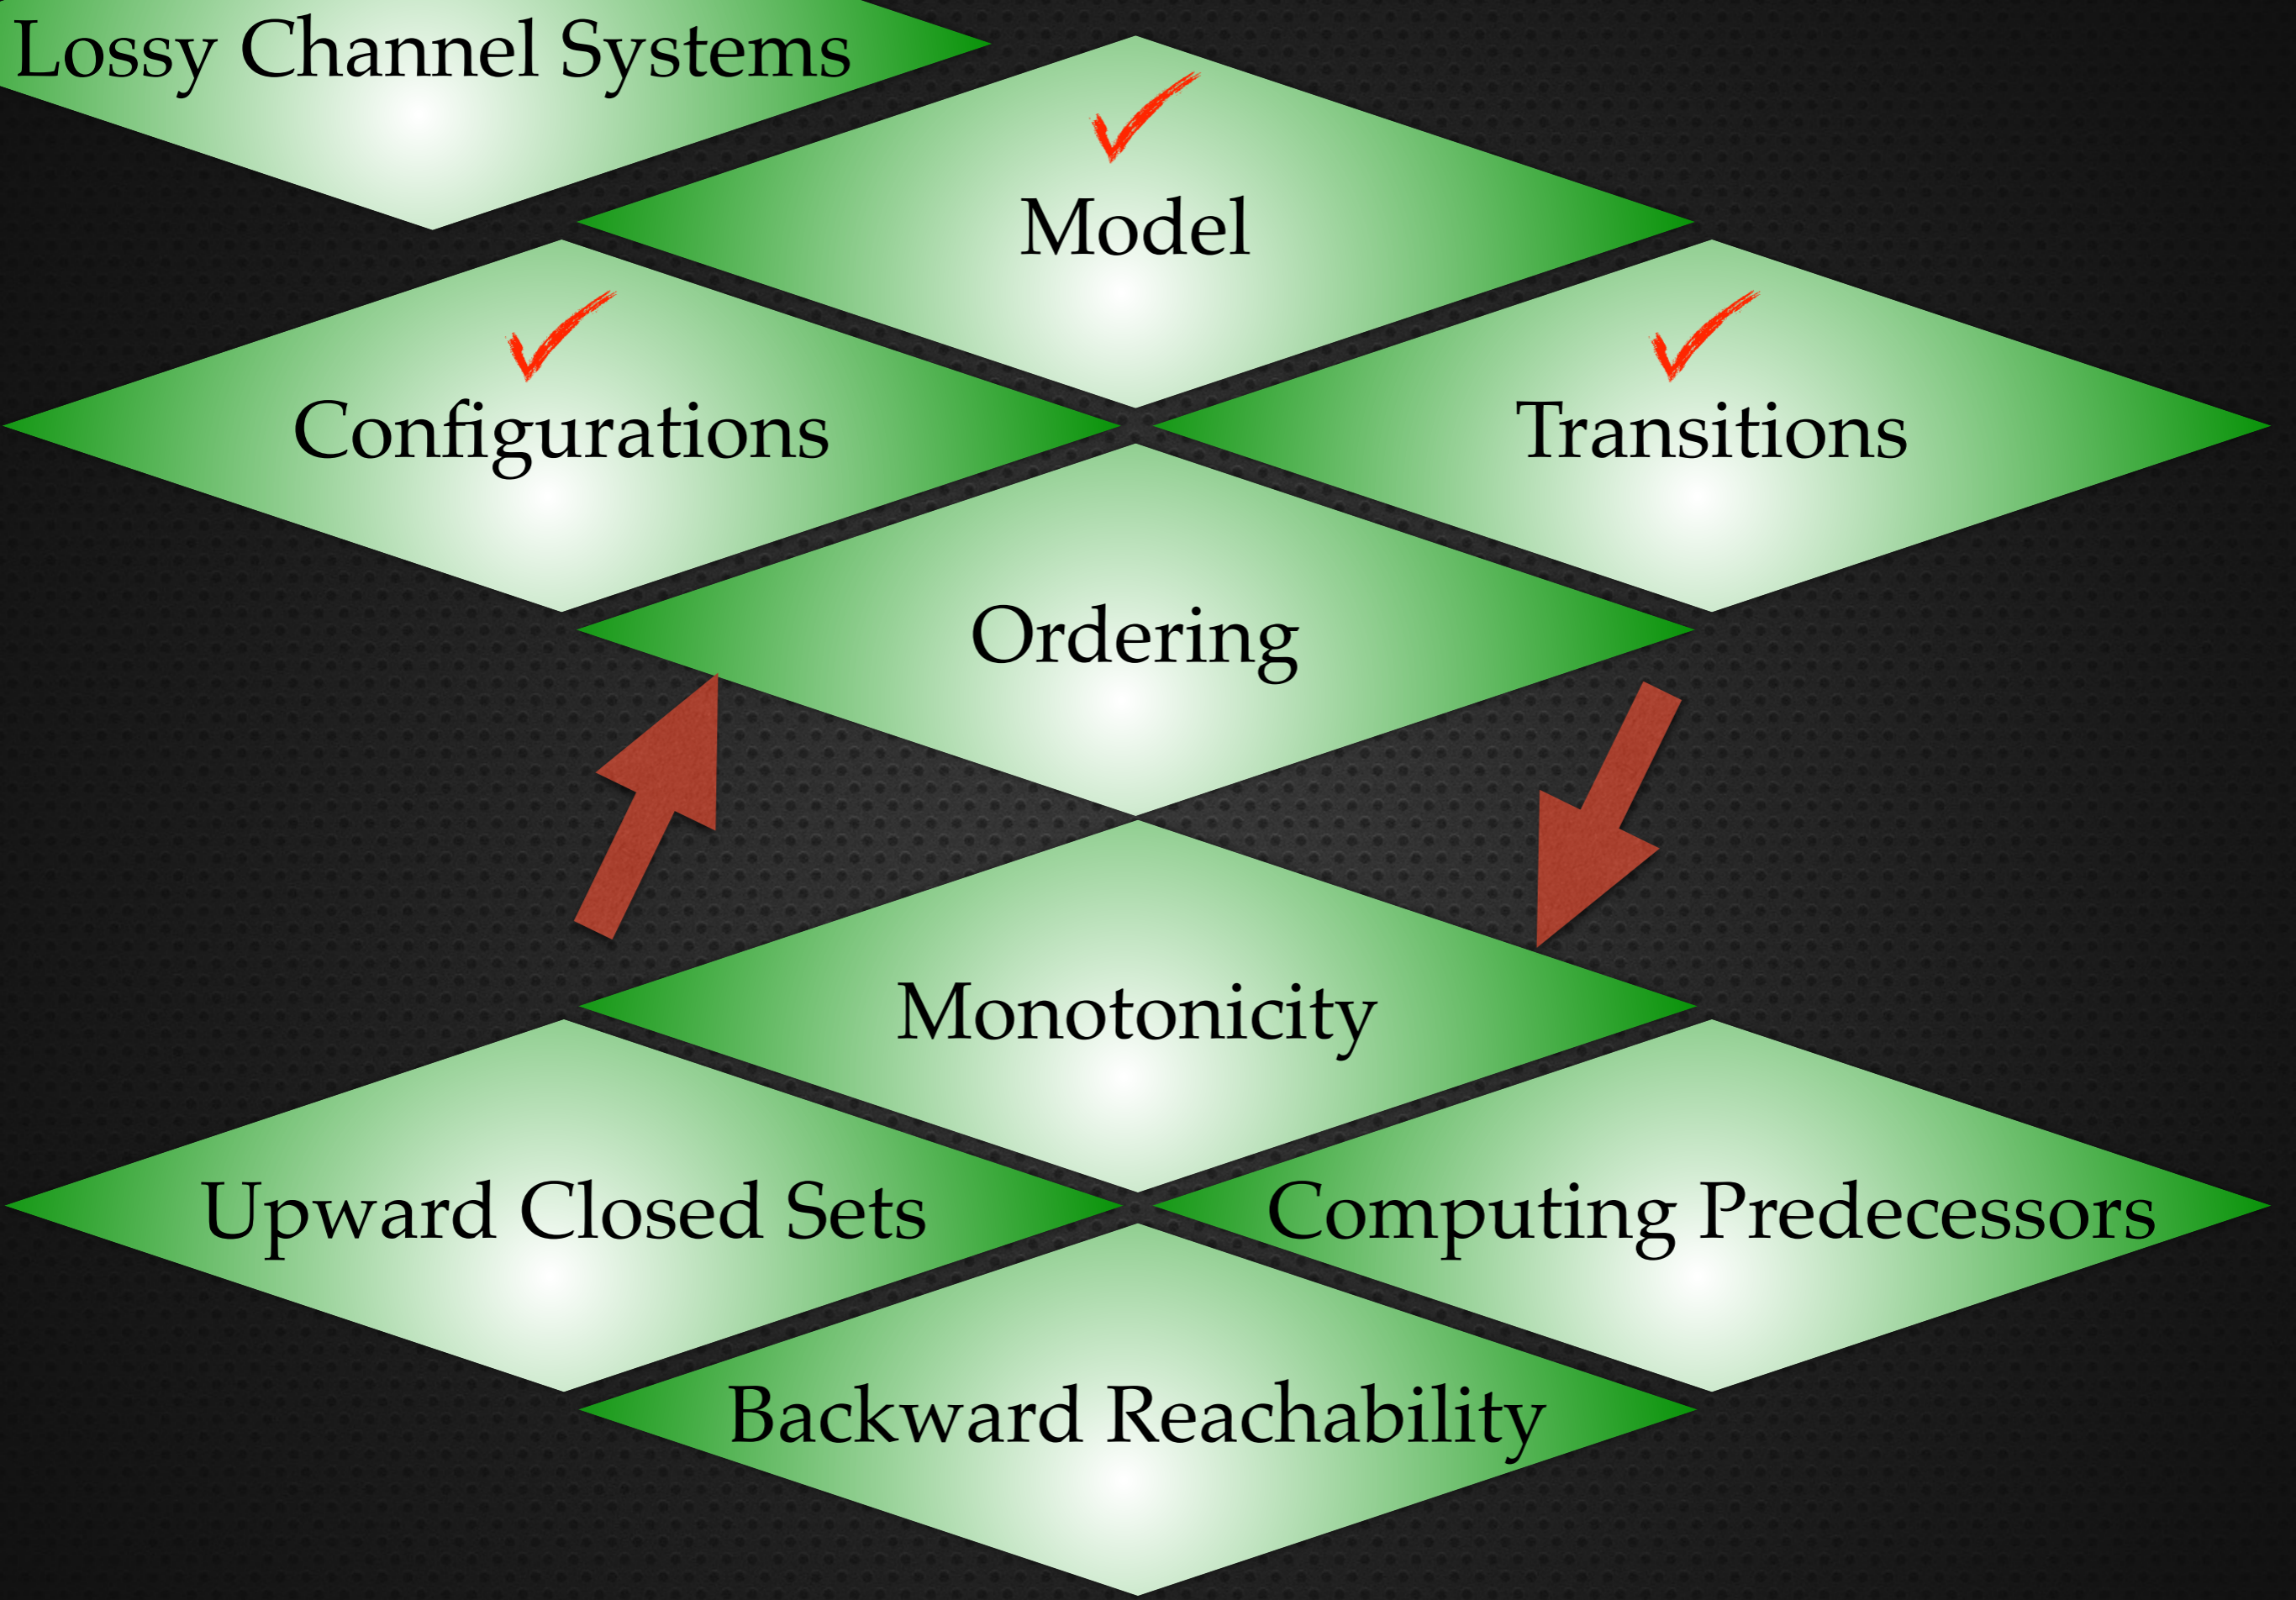 Lossy Channel Systems
Model
Configurations
Transitions
Ordering
Monotonicity
Upward Closed Sets
Computing Predecessors
Backward Reachability